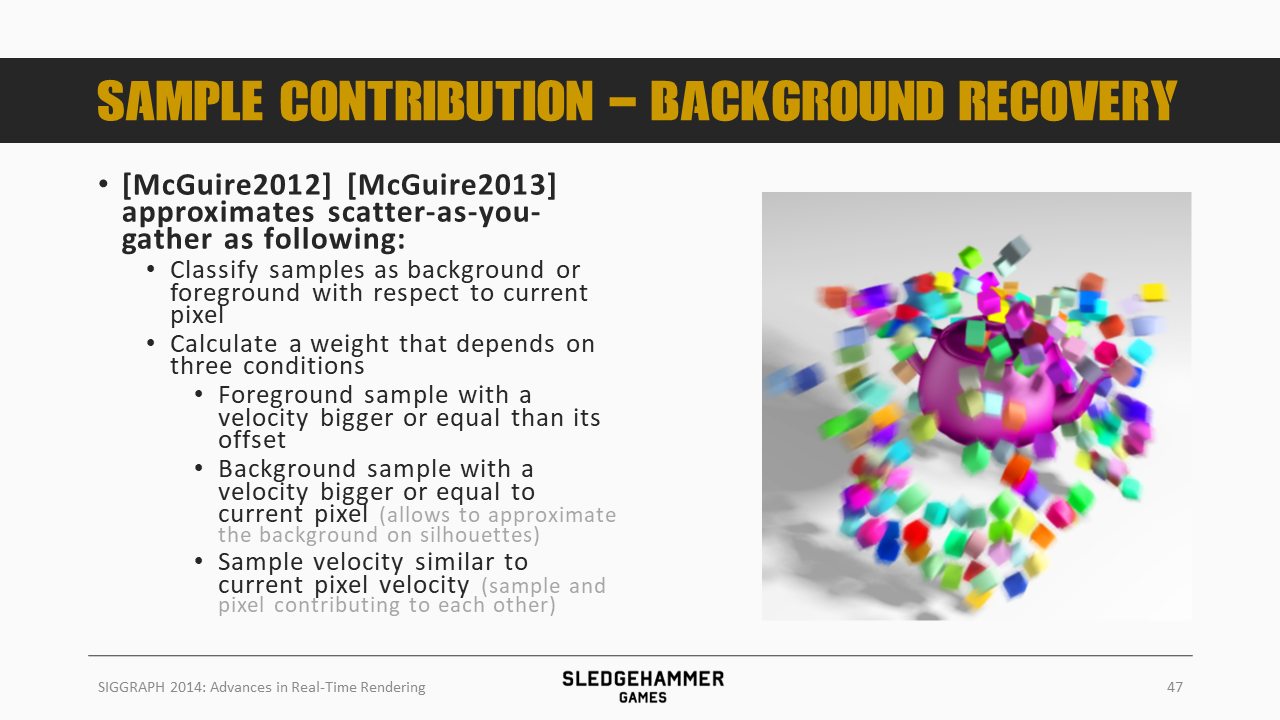 SAMPLE CONTRIBUTION – BACKGROUND RECOVERY
• [McGuire2012] [McGuire2013]
approximates scatter-as-you-
gather as following:
• Classify samples as background or
foreground with respect to current
pixel
• Calculate a weight that depends on
three conditions
• Foreground sample with a
velocity bigger or equal than its
offset
• Background sample with a
velocity bigger or equal to
current pixel (allows to approximate
the background on silhouettes)
• Sample velocity similar to
current pixel velocity (sample and
pixel contributing to each other)
SIGGRAPH 2014: Advances in Real-Time Rendering
SLEDGEHAMMER
GAMES
47